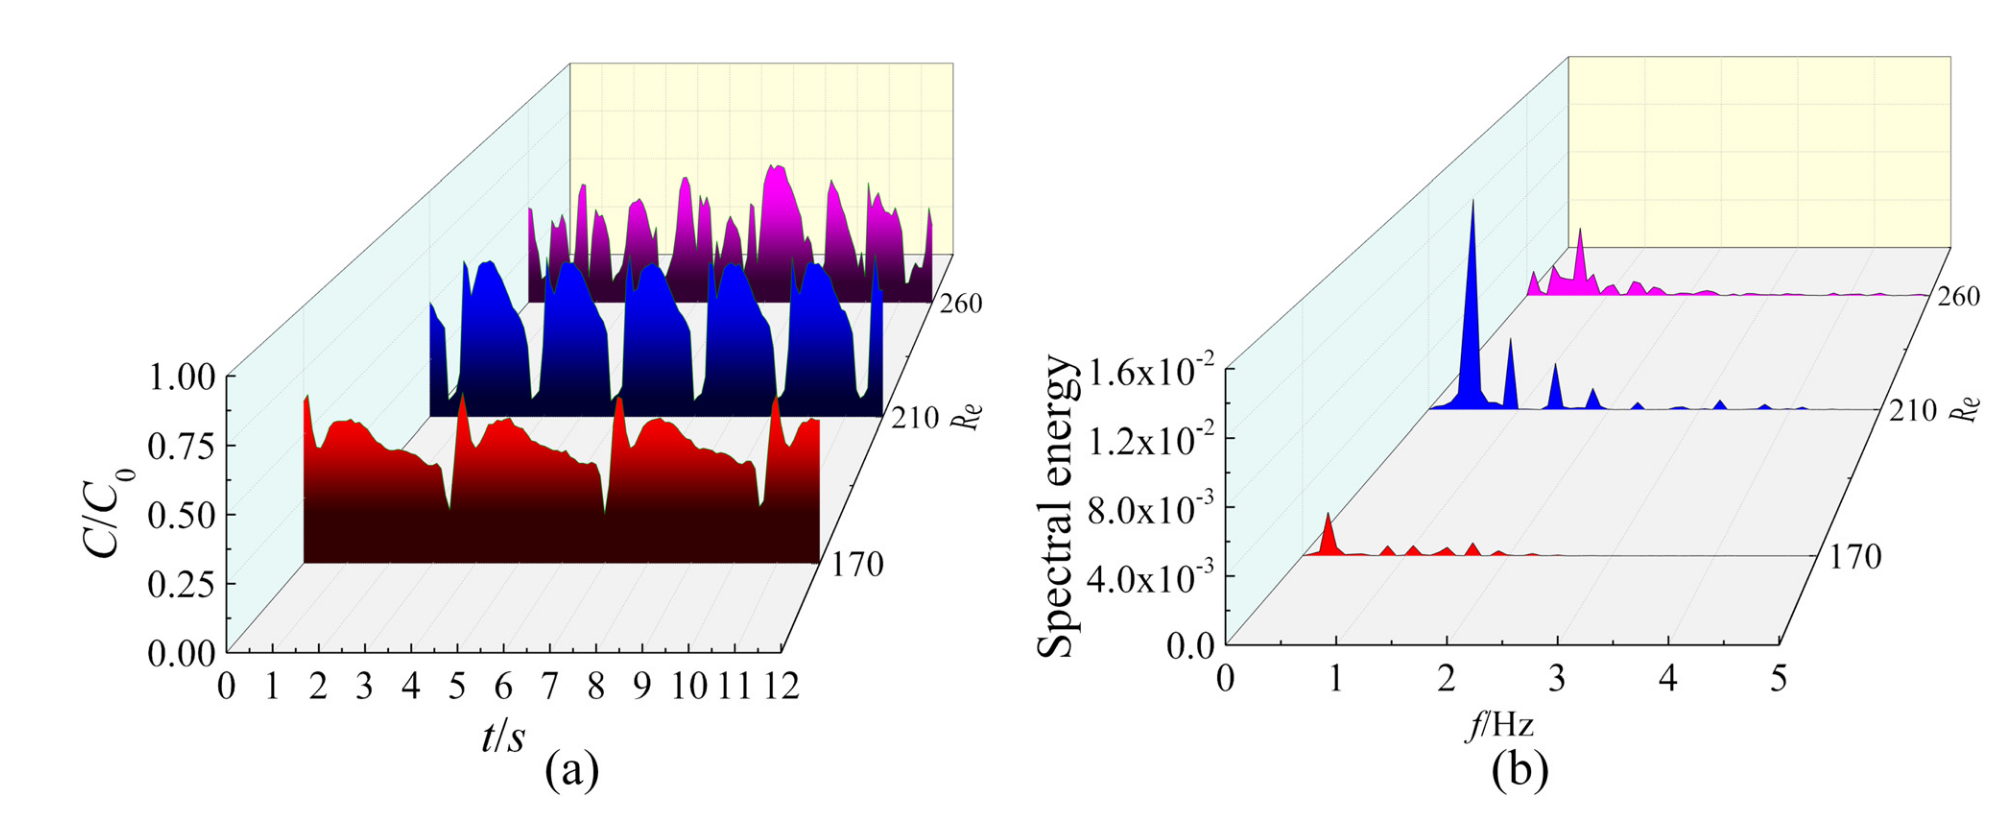 1.00
0.75
0.50
0.25
0.00
C/C₀
0 1 2 3 4 5 6 7 8 9 10 11 12
t/s
170
210
260
Re
(a)
1.6x10⁻²
1.2x10⁻²
8.0x10⁻³
4.0x10⁻³
0.0
Spectral energy
0 1 2 3 4 5
f/Hz
170
210
260
Re
(b)